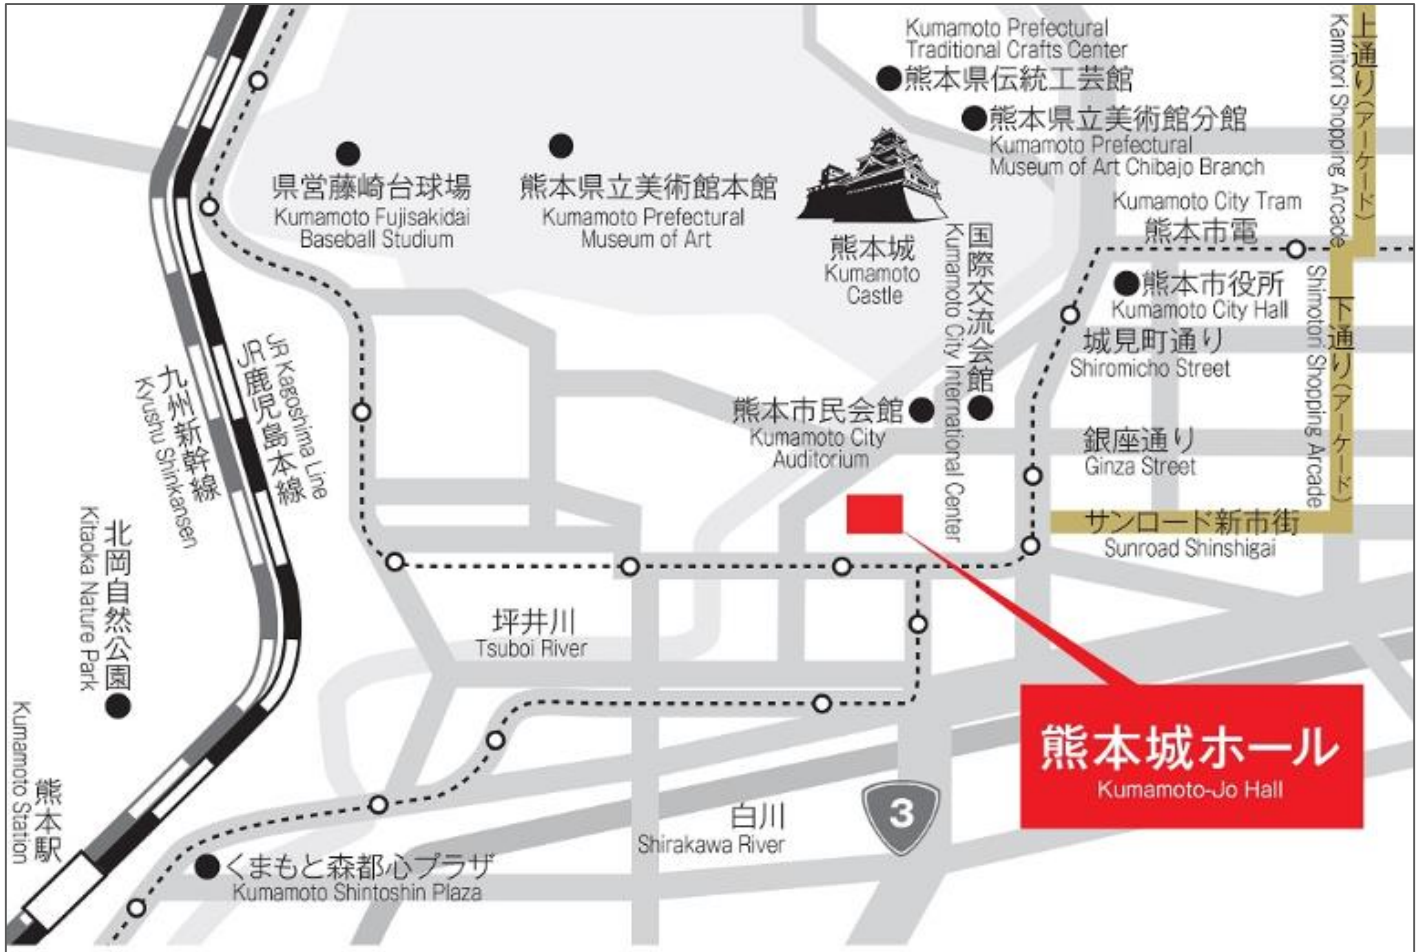 Kumamoto Prefectural
Traditional Crafts Center
熊本県伝統工芸館
熊本県立美術館分館
Kumamoto Prefectural
Museum of Art Chibajo Branch
上通り(アーケード)
Kamitori Shopping Arcade
県営藤崎台球場
Kumamoto Fujisakidai
Baseball Studium
熊本県立美術館本館
Kumamoto Prefectural
Museum of Art
熊本城
Kumamoto
Castle
国際交流会館
Kumamoto City International Center
Kumamoto City Tram
熊本市電
熊本市役所
Kumamoto City Hall
城見町通り
Shiromicho Street
下通り(アーケード)
Shimotori Shopping Arcade
銀座通り
Ginza Street
サンロード新市街
Sunroad Shinshigai
熊本市民会館
Kumamoto City
Auditorium
JR鹿児島本線
JR Kagoshima Line
九州新幹線
Kyushu Shinkansen
北岡自然公園
Kitaoka Nature Park
坪井川
Tsuboi River
熊本城ホール
Kumamoto-Jo Hall
熊本駅
Kumamoto Station
白川
Shirakawa River
3
くまもと森都心プラザ
Kumamoto Shintoshin Plaza